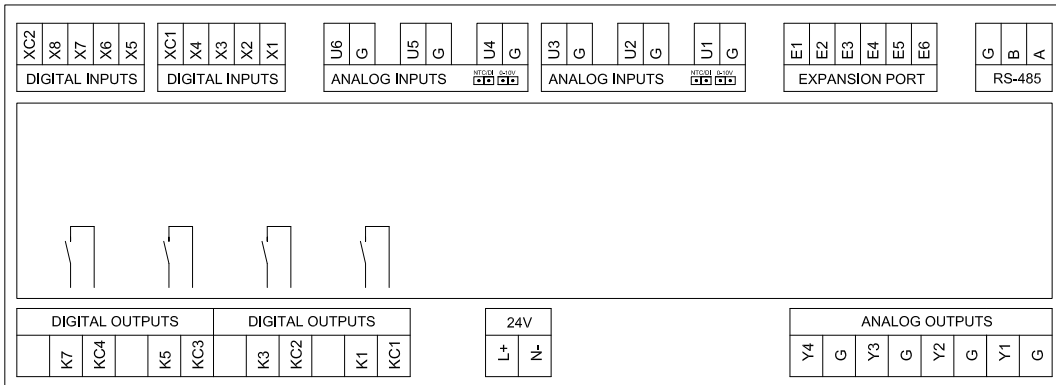 XC2 X8 X7 X6 X5
DIGITAL INPUTS
XC1 X4 X3 X2 X1
DIGITAL INPUTS
U6 G U5 G U4 G
ANALOG INPUTS NTC/DI 0-10V
U3 G U2 G U1 G
ANALOG INPUTS NTC/DI 0-10V
E1 E2 E3 E4 E5 E6
EXPANSION PORT
G B A
RS-485
DIGITAL OUTPUTS
K7 KC4 K5 KC3
DIGITAL OUTPUTS
K3 KC2 K1 KC1
24V
L+ N-
ANALOG OUTPUTS
Y4 G Y3 G Y2 G Y1 G